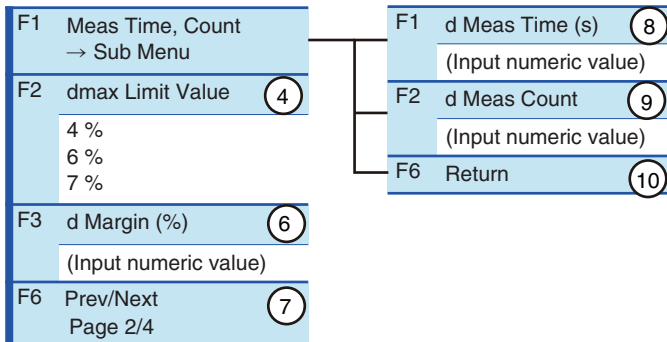 F1 Meas Time, Count
→ Sub Menu
F2 dmax Limit Value 4
4 %
6 %
7 %
F3 d Margin (%) 6
(Input numeric value)
F6 Prev/Next 7
Page 2/4
F1 d Meas Time (s) 8
(Input numeric value)
F2 d Meas Count 9
(Input numeric value)
F6 Return 10